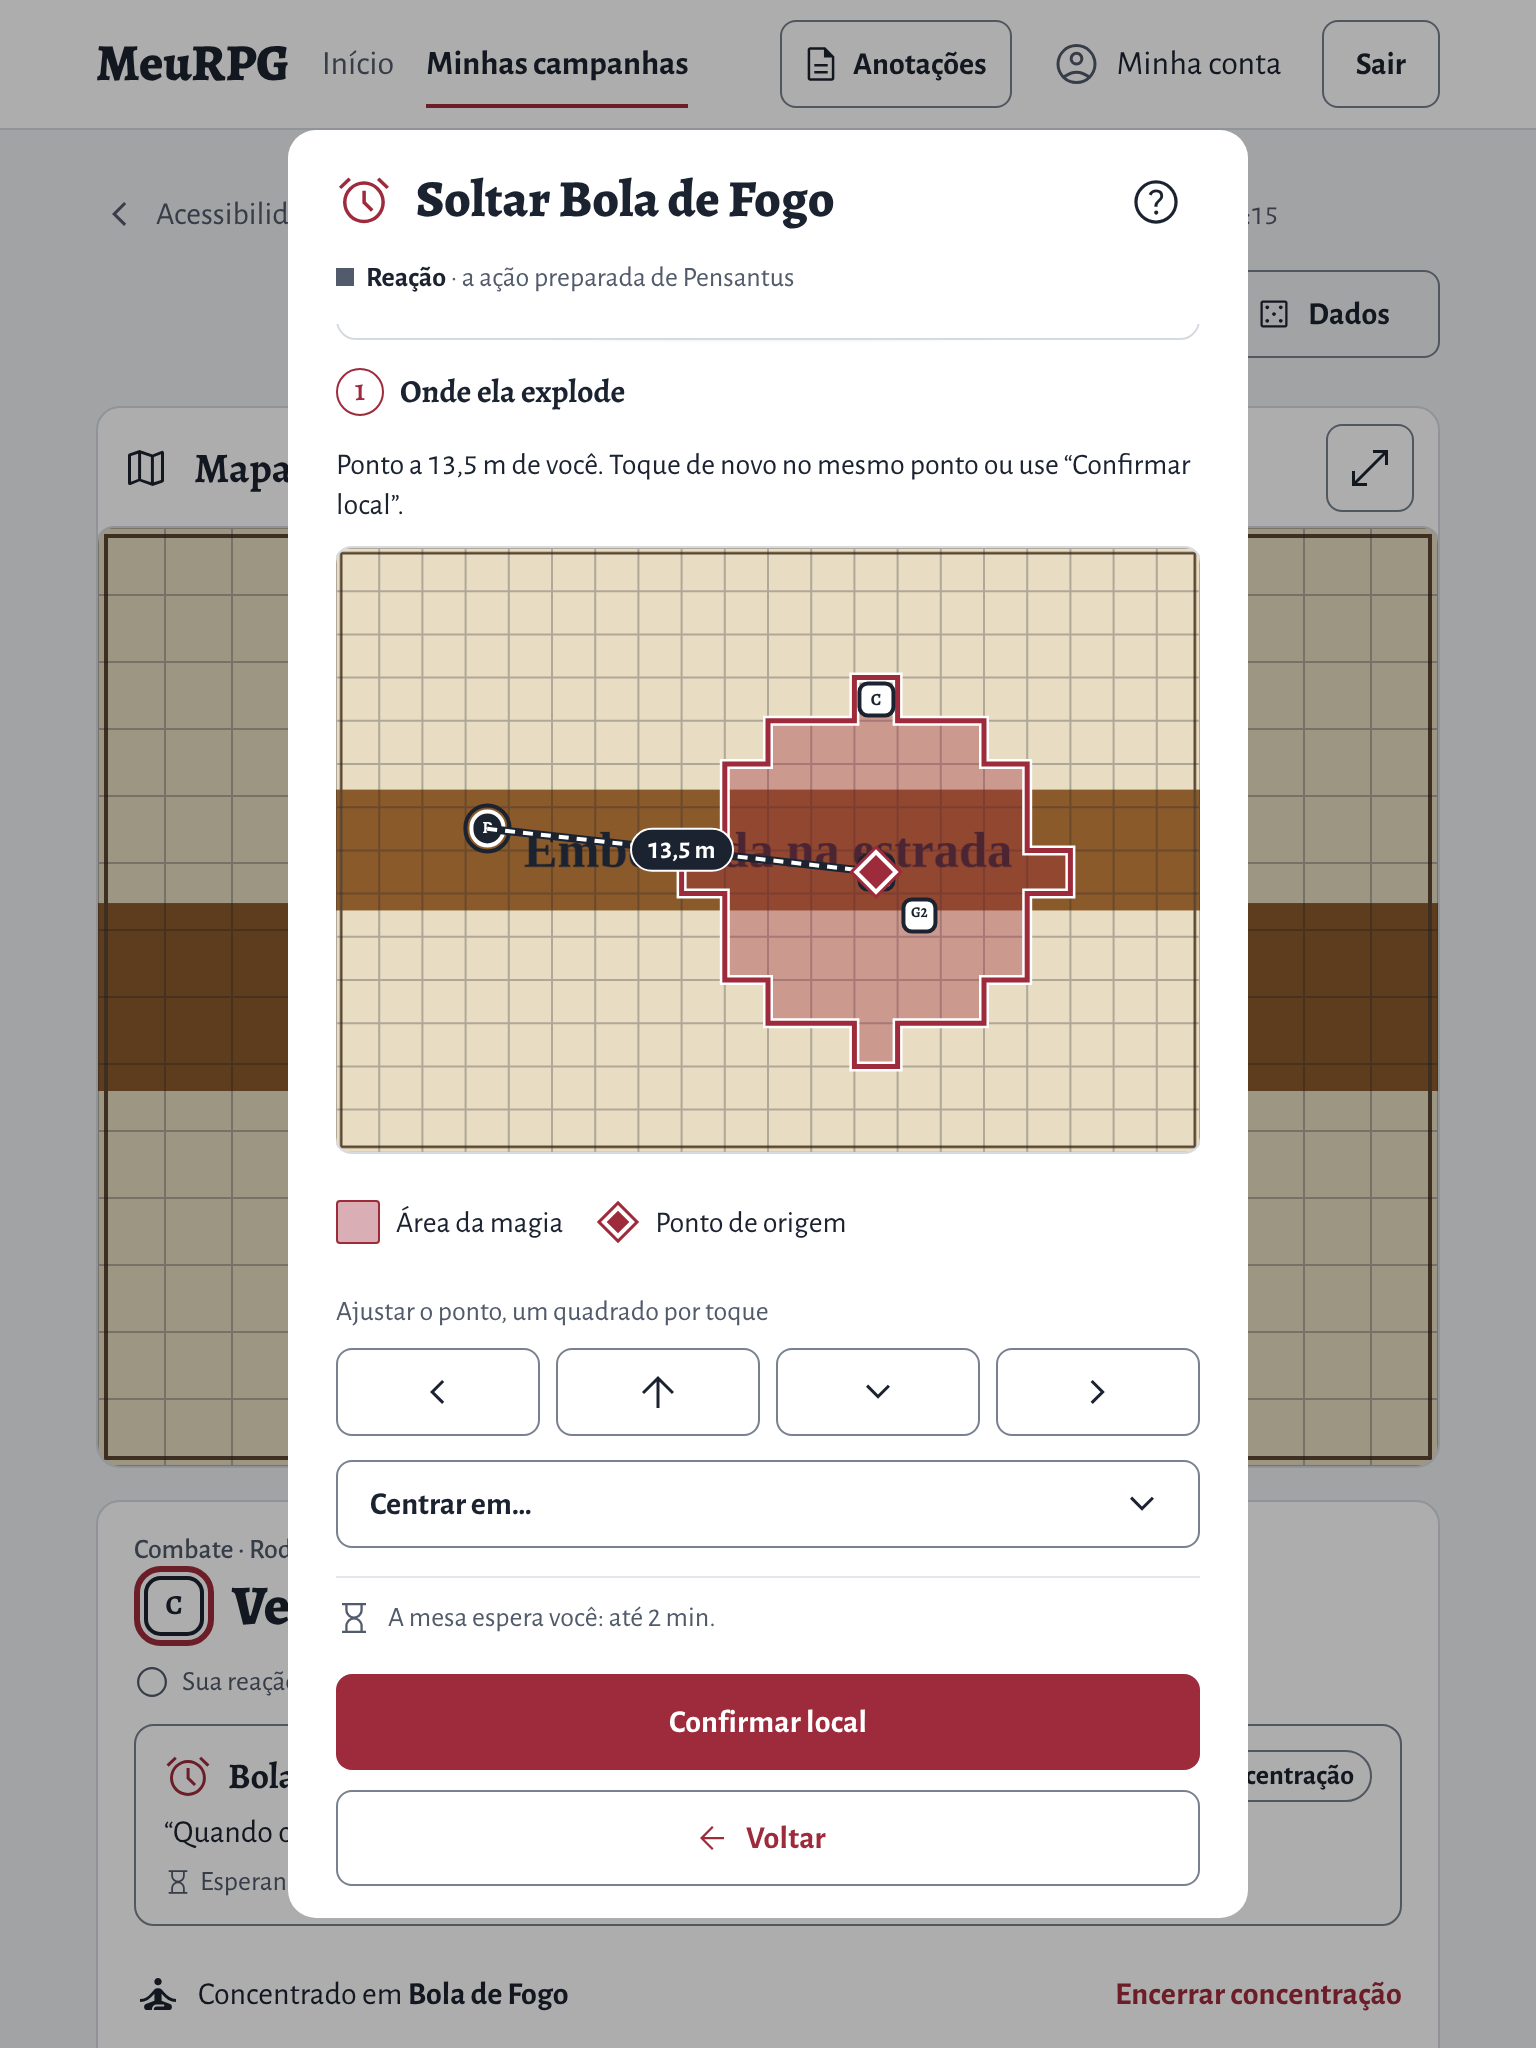 MeuRPG Início Minhas campanhas Anotações Minha conta Sair
Soltar Bola de Fogo
Acessibilid :15
Reação · a ação preparada de Pensantus
Dados
1 Onde ela explode
Mapa
Ponto a 13,5 m de você. Toque de novo no mesmo ponto ou use “Confirmar
local”.
C
Emb da na estrada
13,5 m
G2
Área da magia Ponto de origem
Ajustar o ponto, um quadrado por toque
Centrar em...
Combate · Rod
C Ve
A mesa espera você: até 2 min.
Sua reaçã
Confirmar local
Bola centração
“Quando o
Voltar
Esperan
Concentrado em Bola de Fogo Encerrar concentração